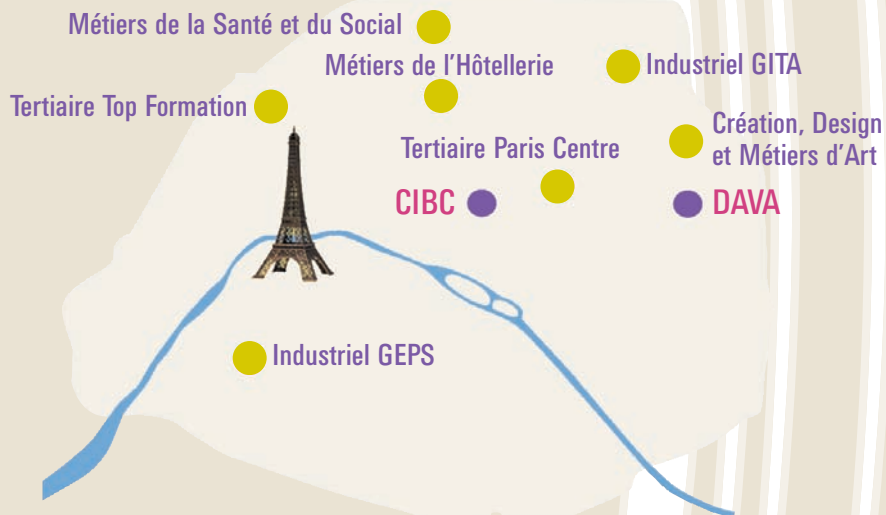 Métiers de la Santé et du Social
Métiers de l'Hôtellerie
Industriel GITA
Tertiaire Top Formation
Création, Design
et Métiers d'Art
Tertiaire Paris Centre
CIBC
DAVA
Industriel GEPS